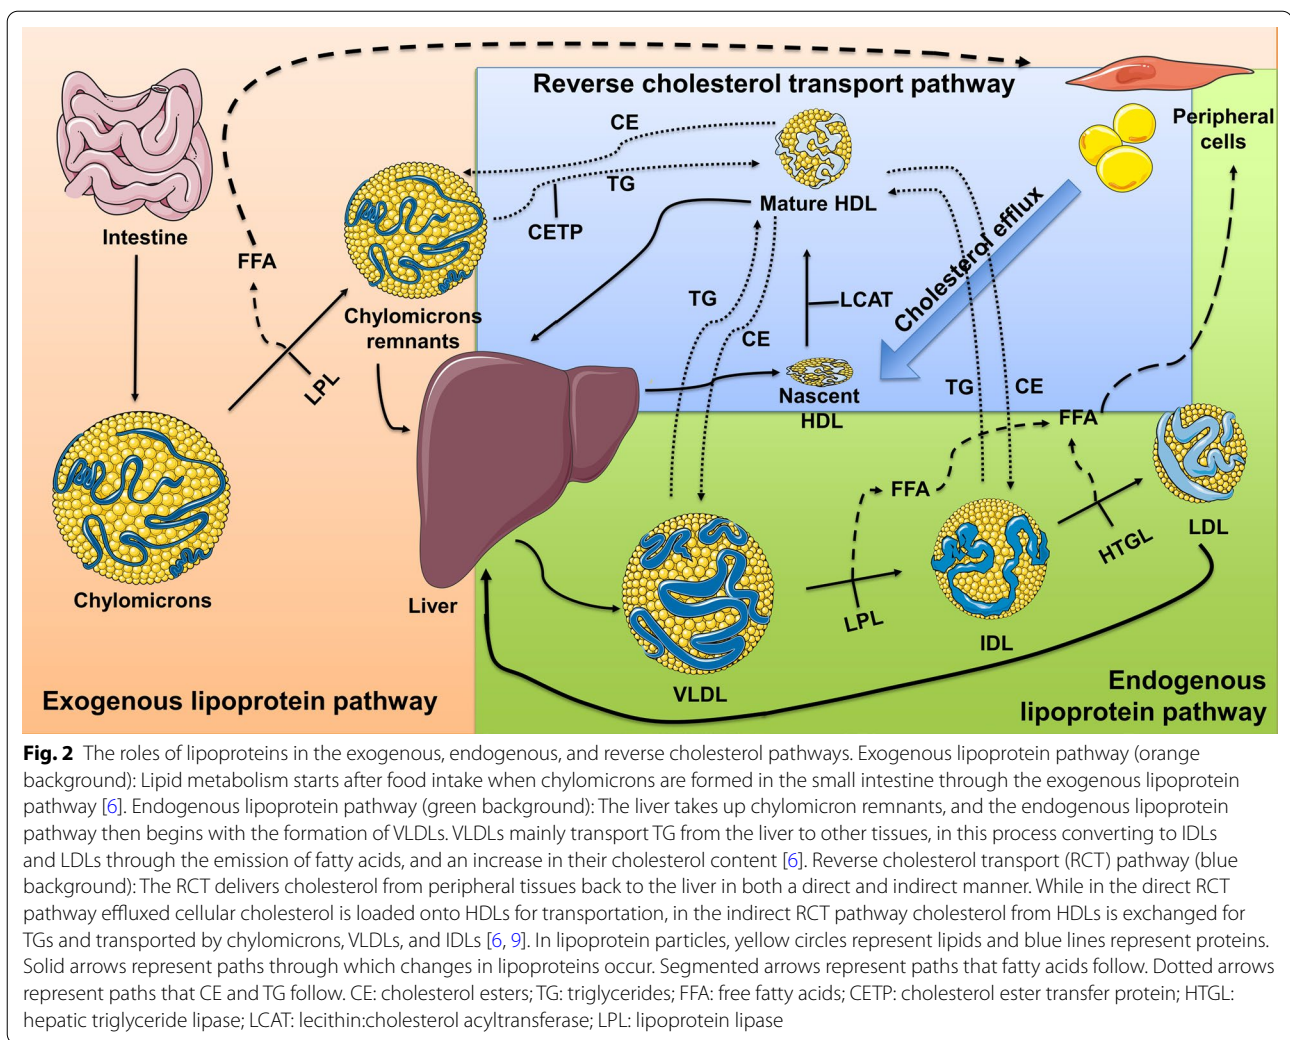 Reverse cholesterol transport pathway
Peripheral
cells
CE
TG
CETP
Mature HDL
Intestine
FFA
Chylomicrons
remnants
LPL
TG
CE
LCAT
Cholesterol efflux
Nascent
HDL
TG
CE
FFA
FFA
LDL
HTGL
Chylomicrons
Liver
LPL
IDL
VLDL
Exogenous lipoprotein pathway
Endogenous
lipoprotein pathway
Fig. 2 The roles of lipoproteins in the exogenous, endogenous, and reverse cholesterol pathways. Exogenous lipoprotein pathway (orange
background): Lipid metabolism starts after food intake when chylomicrons are formed in the small intestine through the exogenous lipoprotein
pathway [6]. Endogenous lipoprotein pathway (green background): The liver takes up chylomicron remnants, and the endogenous lipoprotein
pathway then begins with the formation of VLDLs. VLDLs mainly transport TG from the liver to other tissues, in this process converting to IDLs
and LDLs through the emission of fatty acids, and an increase in their cholesterol content [6]. Reverse cholesterol transport (RCT) pathway (blue
background): The RCT delivers cholesterol from peripheral tissues back to the liver in both a direct and indirect manner. While in the direct RCT
pathway effluxed cellular cholesterol is loaded onto HDLs for transportation, in the indirect RCT pathway cholesterol from HDLs is exchanged for
TGs and transported by chylomicrons, VLDLs, and IDLs [6, 9]. In lipoprotein particles, yellow circles represent lipids and blue lines represent proteins.
Solid arrows represent paths through which changes in lipoproteins occur. Segmented arrows represent paths that fatty acids follow. Dotted arrows
represent paths that CE and TG follow. CE: cholesterol esters; TG: triglycerides; FFA: free fatty acids; CETP: cholesterol ester transfer protein; HTGL:
hepatic triglyceride lipase; LCAT: lecithin:cholesterol acyltransferase; LPL: lipoprotein lipase